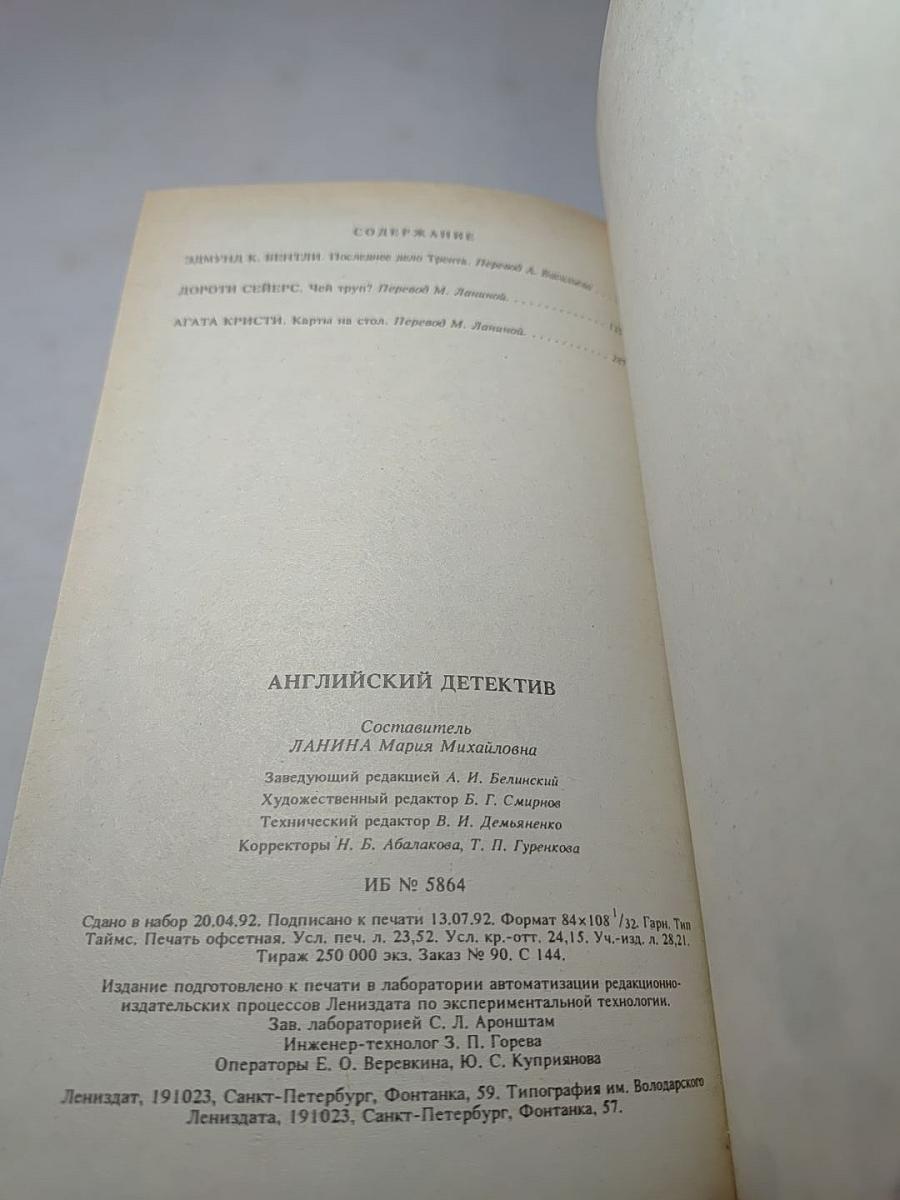 СОДЕРЖАНИЕ
ЭДМУНД К. БЕНТЛИ. Последнее дело Трента. Перевод А. ...
ДОРОТИ СЕЙЕРС. Чей труп? Перевод М. Ланиной. . . . . . . . . . . .
АГАТА КРИСТИ. Карты на стол. Перевод М. Ланиной. . . . . . . . . . .
АНГЛИЙСКИЙ ДЕТЕКТИВ
Составитель
ЛАНИНА Мария Михайловна
Заведующий редакцией А. И. Белинский
Художественный редактор Б. Г. Смирнов
Технический редактор В. И. Демьяненко
Корректоры Н. Б. Абалакова, Т. П. Гуренкова
ИБ № 5864
Сдано в набор 20.04.92. Подписано к печати 13.07.92. Формат 84×108 1/32. Гарн. Тип
Таймс. Печать офсетная. Усл. печ. л. 23,52. Усл. кр.-отт. 24,15. Уч.-изд. л. 28,21.
Тираж 250 000 экз. Заказ № 90. С 144.
Издание подготовлено к печати в лаборатории автоматизации редакционно-
издательских процессов Лениздата по экспериментальной технологии.
Зав. лабораторией С. Л. Аронштам
Инженер-технолог З. П. Горева
Операторы Е. О. Веревкина, Ю. С. Куприянова
Лениздат, 191023, Санкт-Петербург, Фонтанка, 59. Типография им. Володарского
Лениздата, 191023, Санкт-Петербург, Фонтанка, 57.